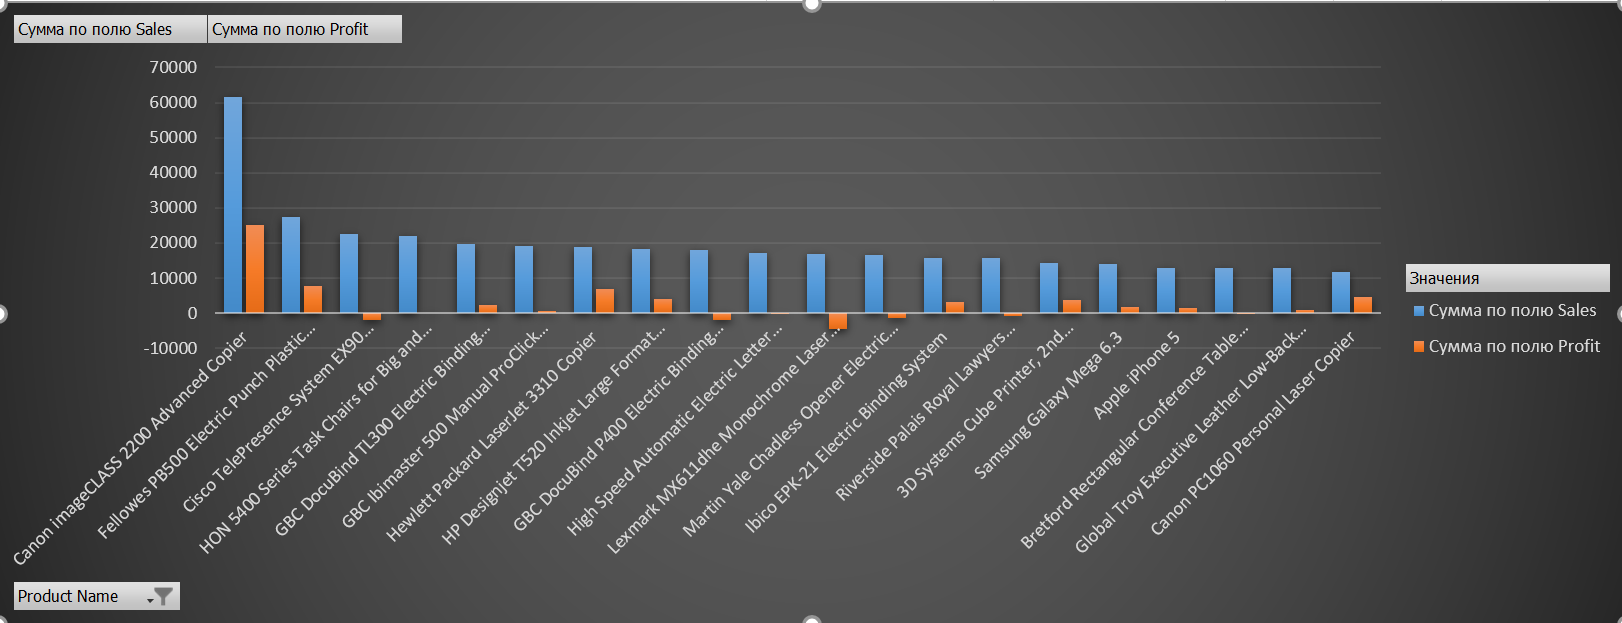 Сумма по полю Sales
Сумма по полю Profit
70000
60000
50000
40000
30000
20000
10000
0
-10000
Canon imageCLASS 2200 Advanced Copier
Fellowes PB500 Electric Punch Plastic...
Cisco TelePresence System EX90...
HON 5400 Series Task Chairs for Big and...
GBC DocuBind TL300 Electric Binding...
GBC Ibimaster 500 Manual ProClick...
Hewlett Packard LaserJet 3310 Copier
HP Designjet T520 Inkjet Large Format...
GBC DocuBind P400 Electric Binding...
High Speed Automatic Electric Letter...
Lexmark MX611dhe Monochrome Laser...
Martin Yale Chadless Opener Electric...
Ibico EPK-21 Electric Binding System
Riverside Palais Royal Lawyers...
3D Systems Cube Printer, 2nd...
Samsung Galaxy Mega 6.3
Apple iPhone 5
Bretford Rectangular Conference Table...
Global Troy Executive Leather Low-Back...
Canon PC1060 Personal Laser Copier
Значения
Сумма по полю Sales
Сумма по полю Profit
Product Name